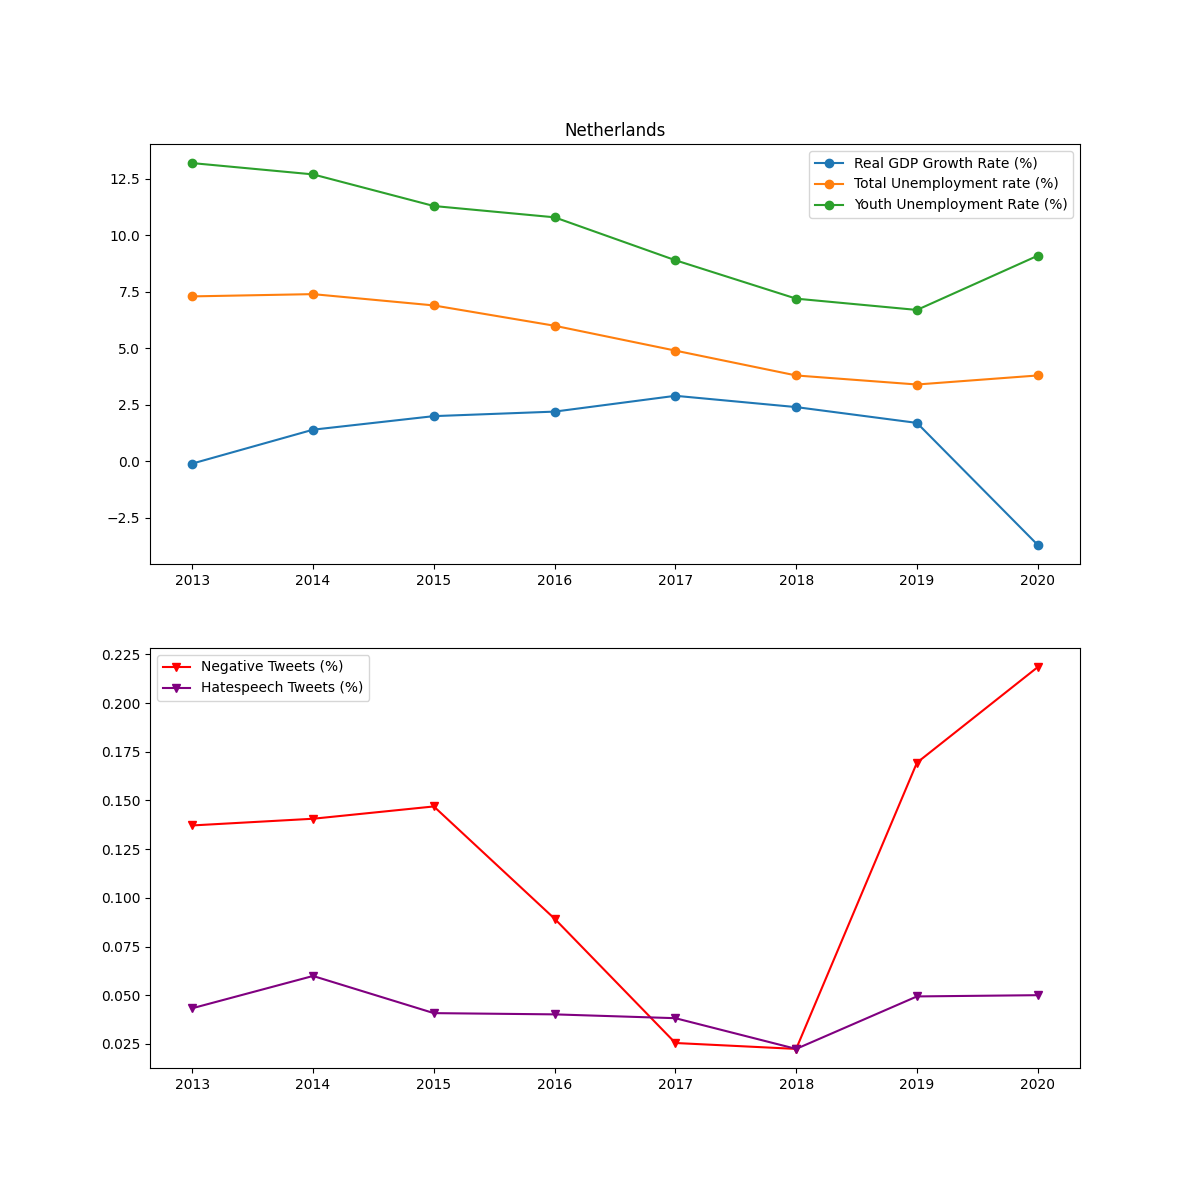 Netherlands
Real GDP Growth Rate (%)
Total Unemployment rate (%)
Youth Unemployment Rate (%)
12.5
10.0
7.5
5.0
2.5
0.0
−2.5
2013 2014 2015 2016 2017 2018 2019 2020
Negative Tweets (%)
Hatespeech Tweets (%)
0.225
0.200
0.175
0.150
0.125
0.100
0.075
0.050
0.025
2013 2014 2015 2016 2017 2018 2019 2020